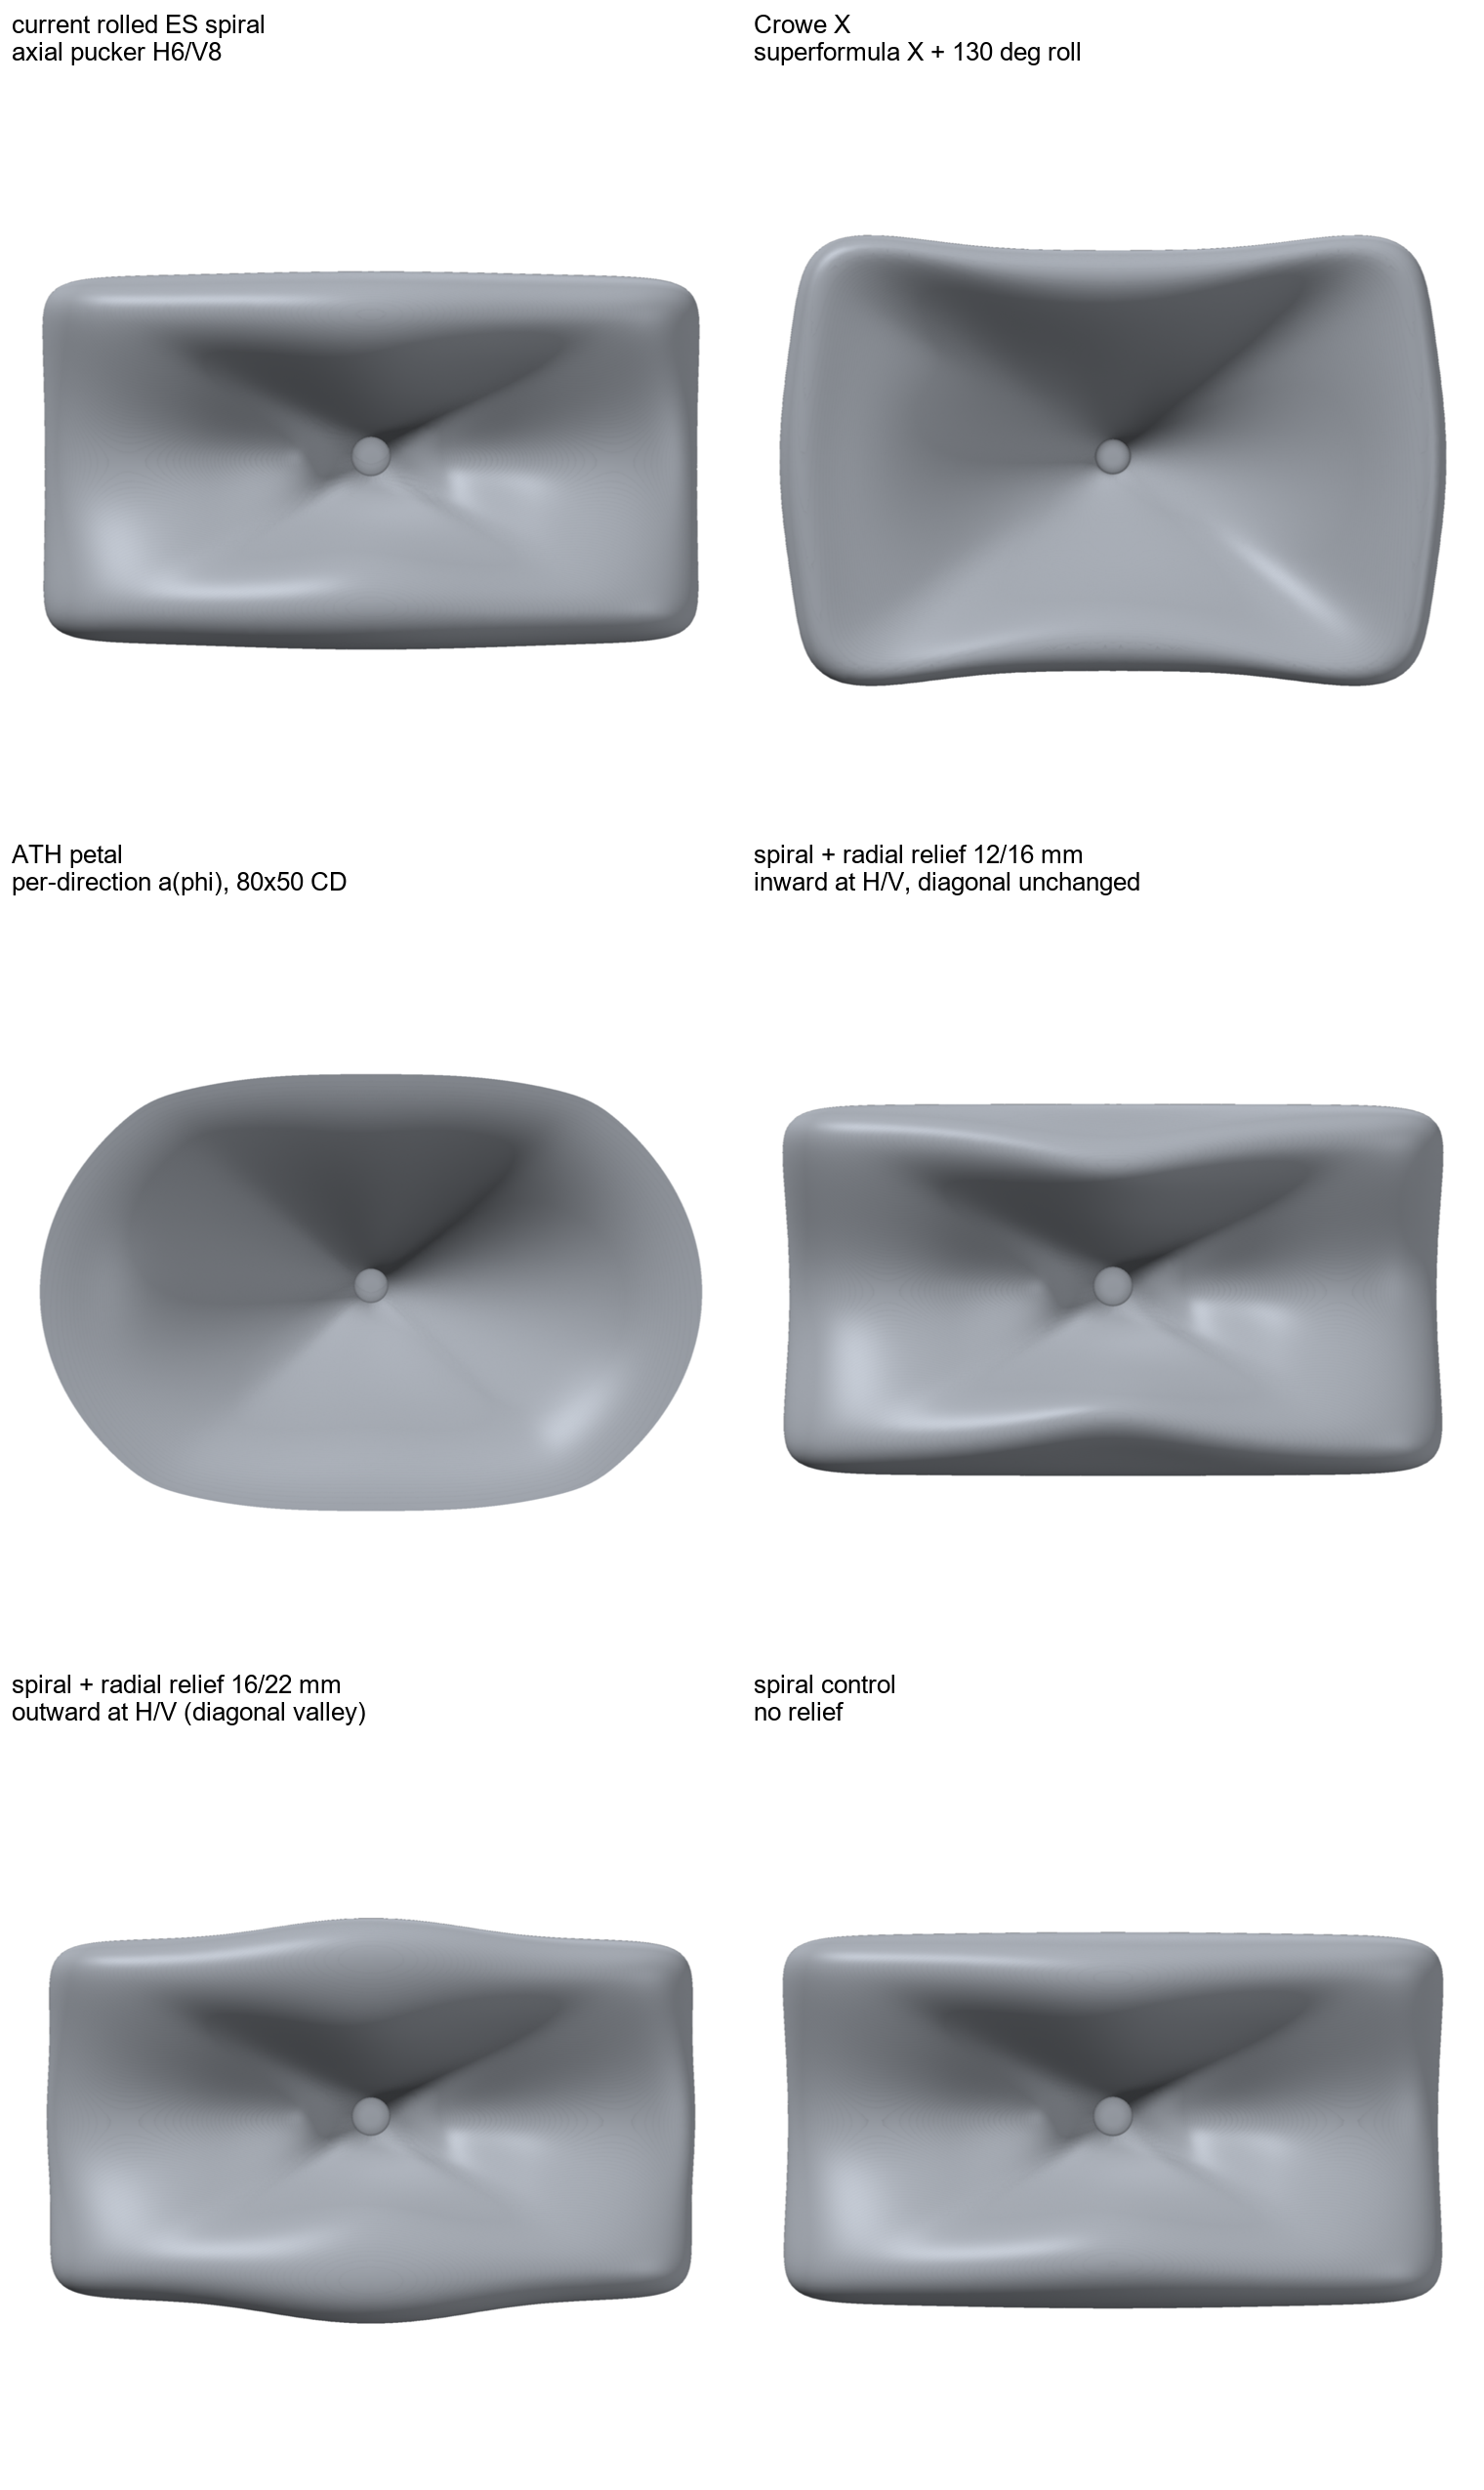 current rolled ES spiral
axial pucker H6/V8
Crowe X
superformula X + 130 deg roll
ATH petal
per-direction a(phi), 80x50 CD
spiral + radial relief 12/16 mm
inward at H/V, diagonal unchanged
spiral + radial relief 16/22 mm
outward at H/V (diagonal valley)
spiral control
no relief